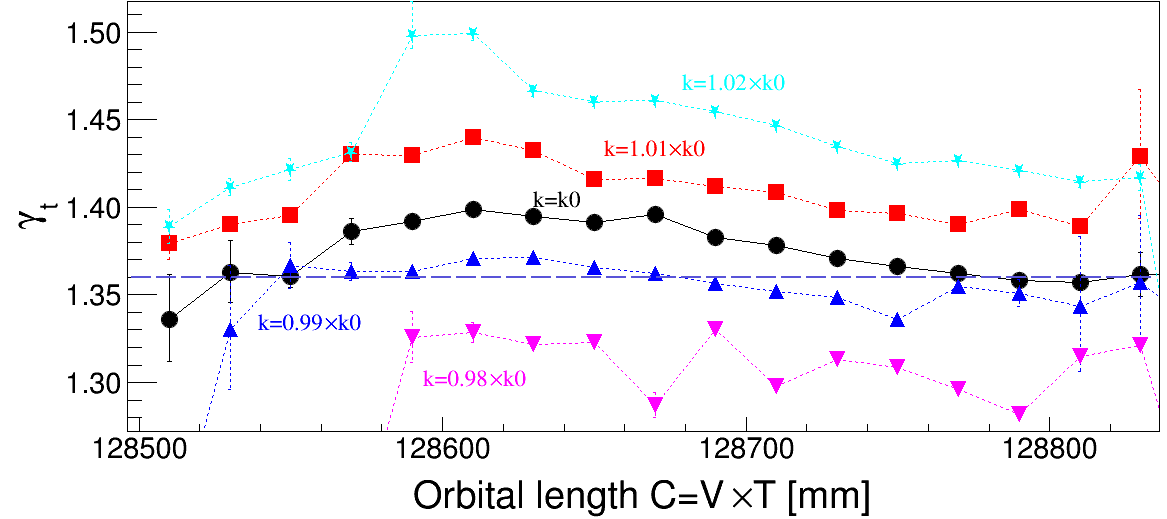 1.50
k=1.02×k0
1.45
k=1.01×k0
1.40
k=k0
γt
1.35
k=0.99×k0
1.30
k=0.98×k0
128500 128600 128700 128800
Orbital length C=V×T [mm]